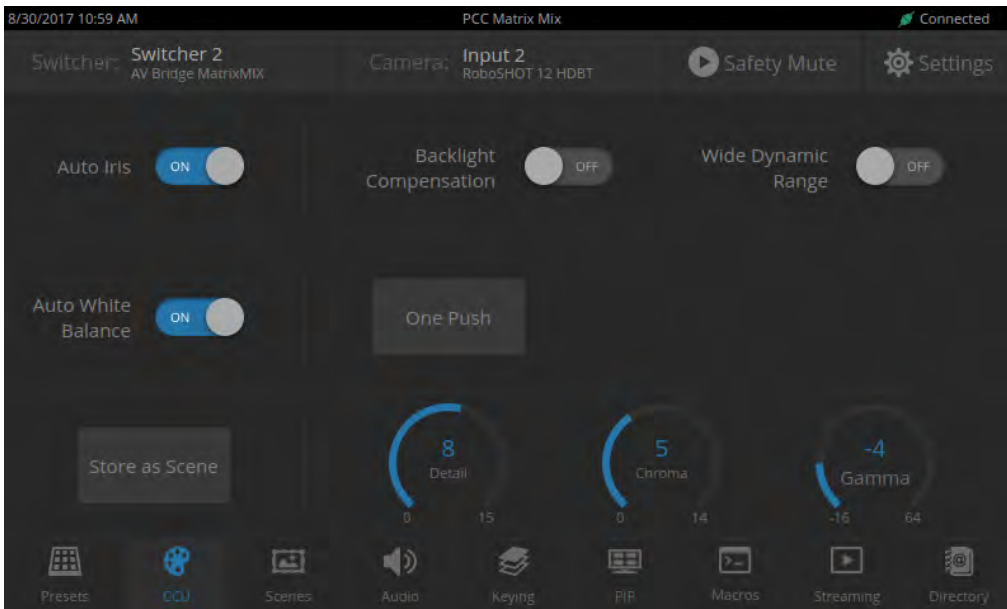 8/30/2017 10:59 AM
PCC Matrix Mix
Connected
Switcher: Switcher 2
AV Bridge MatrixMIX
Camera: Input 2
RoboSHOT 12 HDBT
Safety Mute
Settings
Auto Iris
ON
Backlight
Compensation
OFF
Wide Dynamic
Range
OFF
Auto White
Balance
ON
One Push
Store as Scene
8
Detail
0 15
5
Chroma
0 14
-4
Gamma
-16 64
Presets
CCU
Scenes
Audio
Keying
PIP
Macros
Streaming
Directory